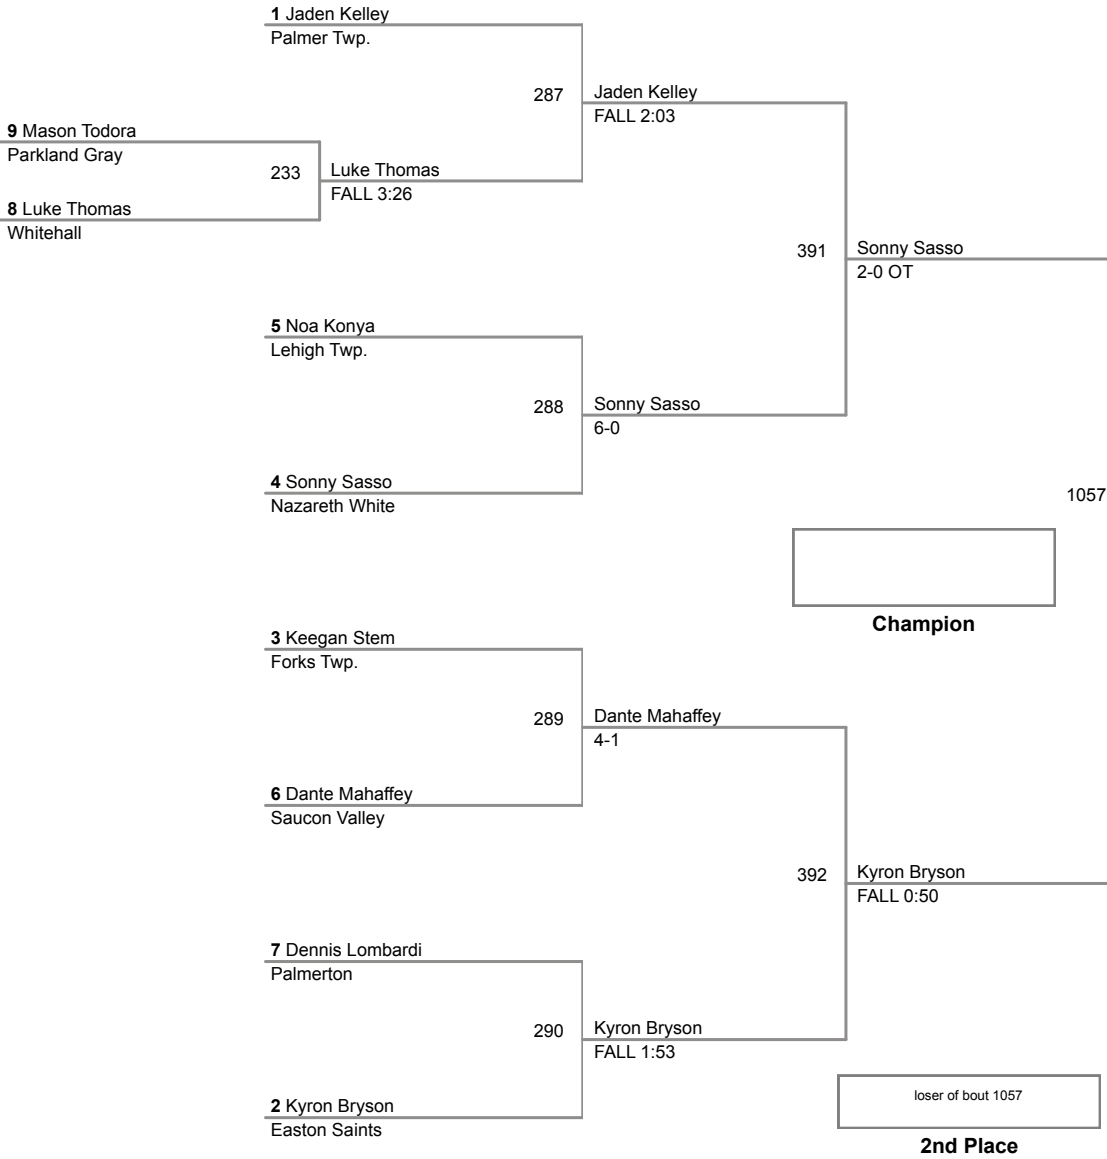 1 Jaden Kelley
Palmer Twp.
287
Jaden Kelley
FALL 2:03
9 Mason Todora
Parkland Gray
233
Luke Thomas
FALL 3:26
8 Luke Thomas
Whitehall
391
Sonny Sasso
2-0 OT
5 Noa Konya
Lehigh Twp.
288
Sonny Sasso
6-0
4 Sonny Sasso
Nazareth White
1057
Champion
3 Keegan Stem
Forks Twp.
289
Dante Mahaffey
4-1
6 Dante Mahaffey
Saucon Valley
392
Kyron Bryson
FALL 0:50
7 Dennis Lombardi
Palmerton
290
Kyron Bryson
FALL 1:53
2 Kyron Bryson
Easton Saints
loser of bout 1057
2nd Place